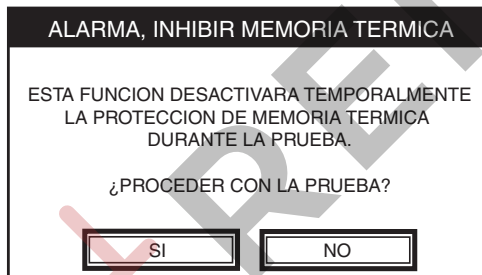 ALARMA, INHIBIR MEMORIA TERMICA
ESTA FUNCION DESACTIVARA TEMPORALMENTE
LA PROTECCION DE MEMORIA TERMICA
DURANTE LA PRUEBA.
¿PROCEDER CON LA PRUEBA?
SI
NO